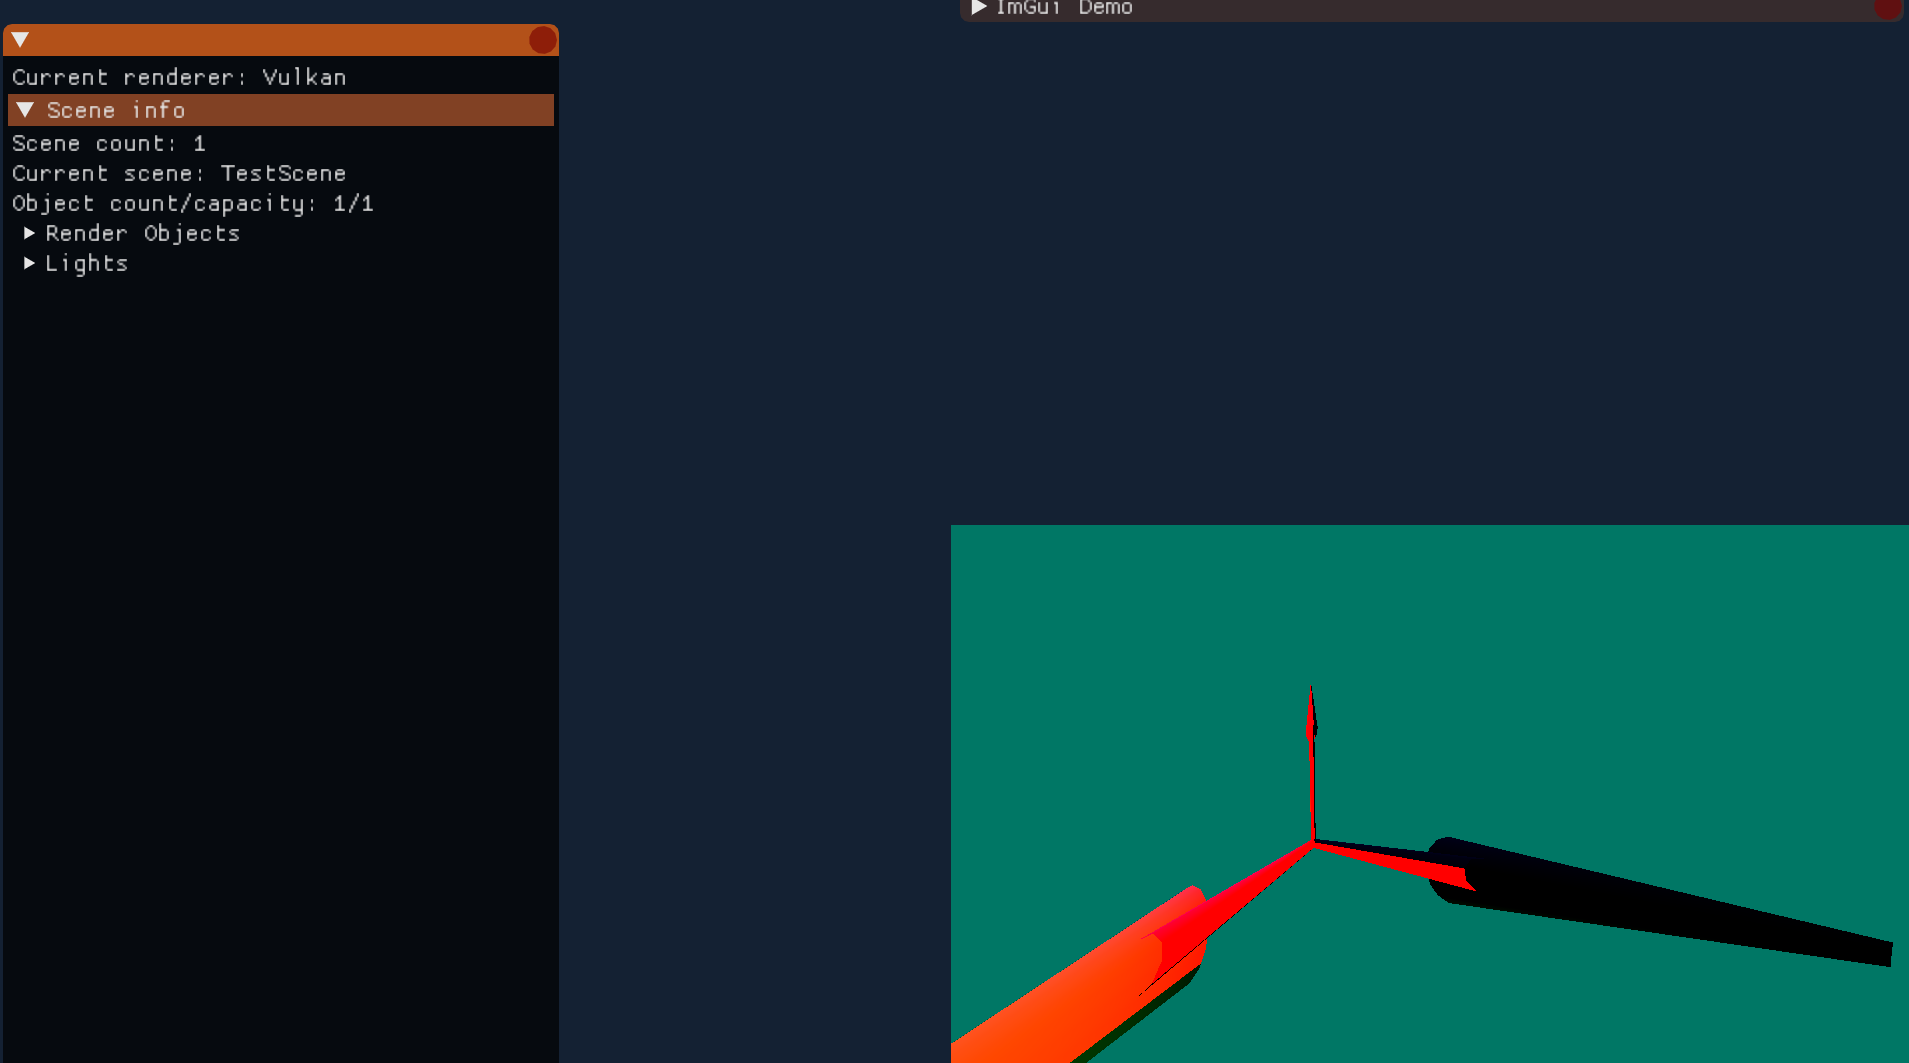 ImGui Demo
Current renderer: Vulkan
Scene info
Scene count: 1
Current scene: TestScene
Object count/capacity: 1/1
Render Objects
Lights